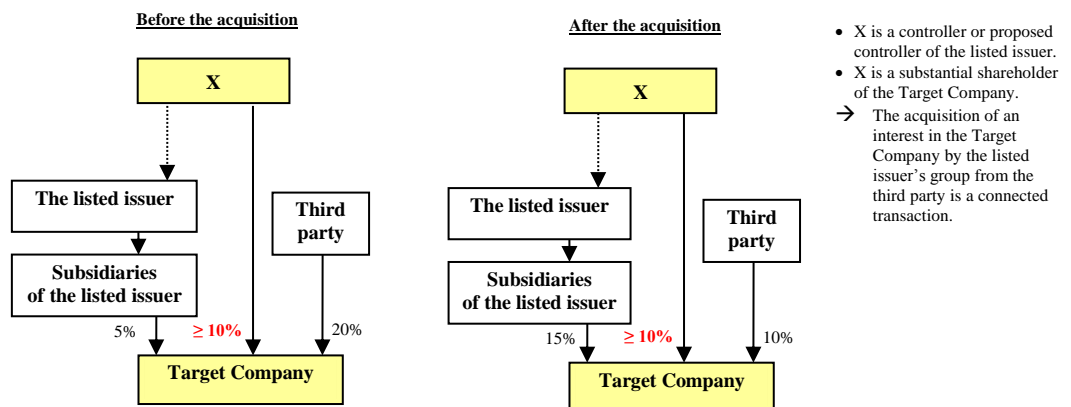 Before the acquisition
X
The listed issuer
Third
party
Subsidiaries
of the listed issuer
5%
≥ 10%
20%
Target Company
After the acquisition
X
The listed issuer
Third
party
Subsidiaries
of the listed issuer
15%
≥ 10%
10%
Target Company
• X is a controller or proposed
controller of the listed issuer.
• X is a substantial shareholder
of the Target Company.
→ The acquisition of an
interest in the Target
Company by the listed
issuer’s group from the
third party is a connected
transaction.